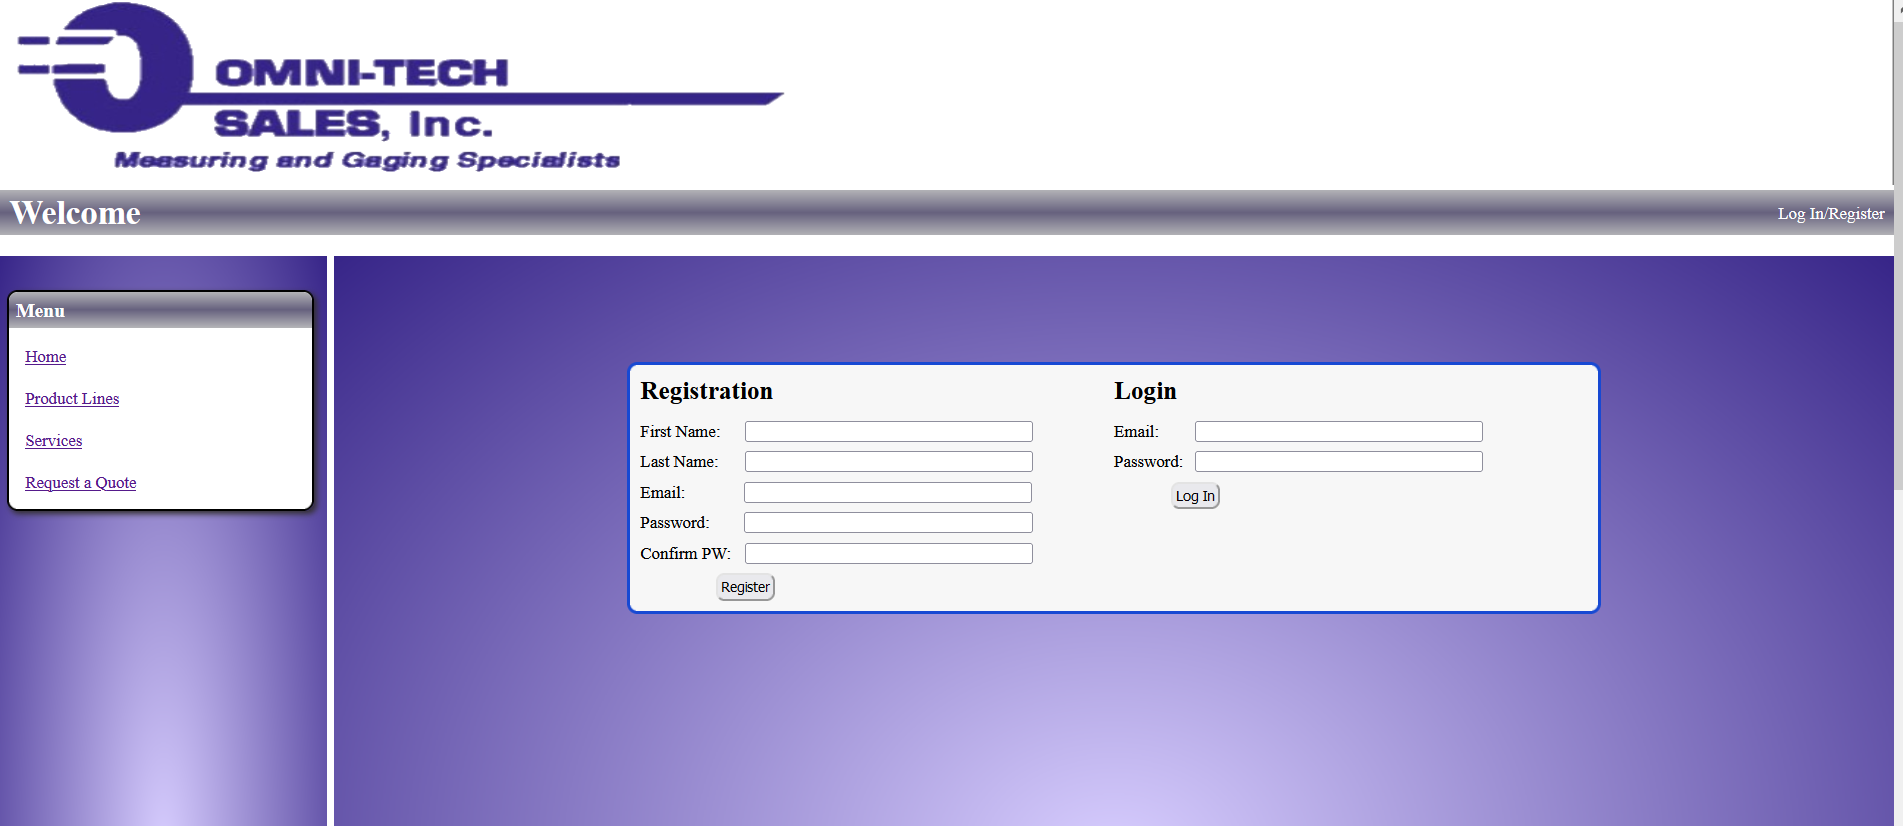 OMNI-TECH
SALES, Inc.
Measuring and Gaging Specialists
Welcome
Log In/Register
Menu
Home
Product Lines
Services
Request a Quote
Registration
First Name:
Last Name:
Email:
Password:
Confirm PW:
Register
Login
Email:
Password:
Log In